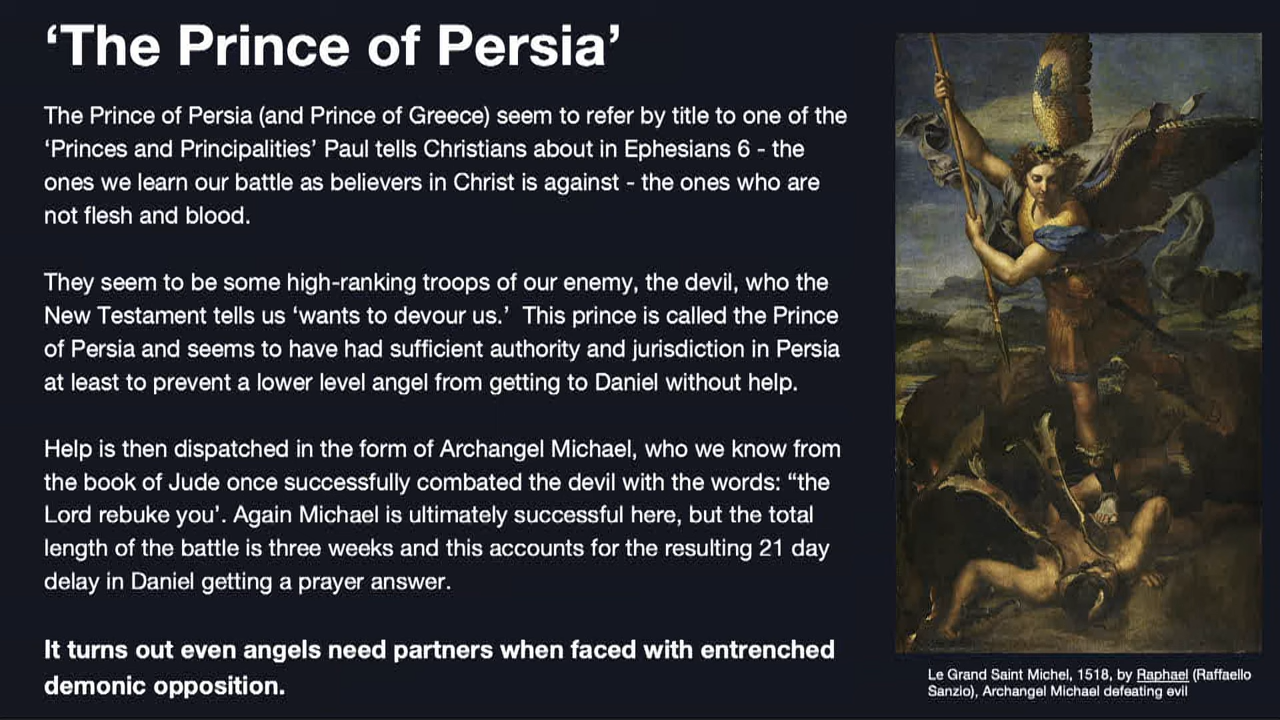 ‘The Prince of Persia’
The Prince of Persia (and Prince of Greece) seem to refer by title to one of the
‘Princes and Principalities’ Paul tells Christians about in Ephesians 6 - the
ones we learn our battle as believers in Christ is against - the ones who are
not flesh and blood.
They seem to be some high-ranking troops of our enemy, the devil, who the
New Testament tells us ‘wants to devour us.’  This prince is called the Prince
of Persia and seems to have had sufficient authority and jurisdiction in Persia
at least to prevent a lower level angel from getting to Daniel without help.
Help is then dispatched in the form of Archangel Michael, who we know from
the book of Jude once successfully combated the devil with the words: “the
Lord rebuke you’. Again Michael is ultimately successful here, but the total
length of the battle is three weeks and this accounts for the resulting 21 day
delay in Daniel getting a prayer answer.
It turns out even angels need partners when faced with entrenched
demonic opposition.
Le Grand Saint Michel, 1518, by Raphael (Raffaello
Sanzio), Archangel Michael defeating evil